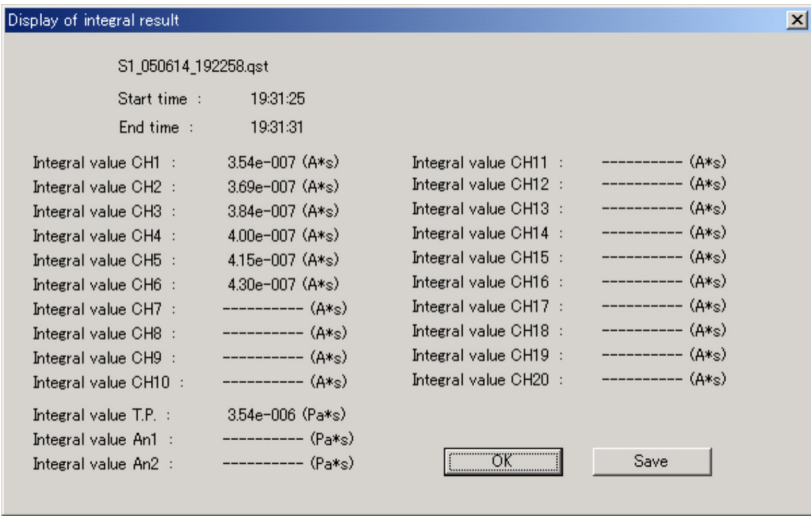 Display of integral result
S1_050614_192258.qst
Start time : 19:31:25
End time : 19:31:31
Integral value CH1 : 3.54e-007 (A*s)
Integral value CH2 : 3.69e-007 (A*s)
Integral value CH3 : 3.84e-007 (A*s)
Integral value CH4 : 4.00e-007 (A*s)
Integral value CH5 : 4.15e-007 (A*s)
Integral value CH6 : 4.30e-007 (A*s)
Integral value CH7 : ---------- (A*s)
Integral value CH8 : ---------- (A*s)
Integral value CH9 : ---------- (A*s)
Integral value CH10 : ---------- (A*s)
Integral value T.P. : 3.54e-006 (Pa*s)
Integral value An1 : ---------- (Pa*s)
Integral value An2 : ---------- (Pa*s)
Integral value CH11 : ---------- (A*s)
Integral value CH12 : ---------- (A*s)
Integral value CH13 : ---------- (A*s)
Integral value CH14 : ---------- (A*s)
Integral value CH15 : ---------- (A*s)
Integral value CH16 : ---------- (A*s)
Integral value CH17 : ---------- (A*s)
Integral value CH18 : ---------- (A*s)
Integral value CH19 : ---------- (A*s)
Integral value CH20 : ---------- (A*s)
OK
Save